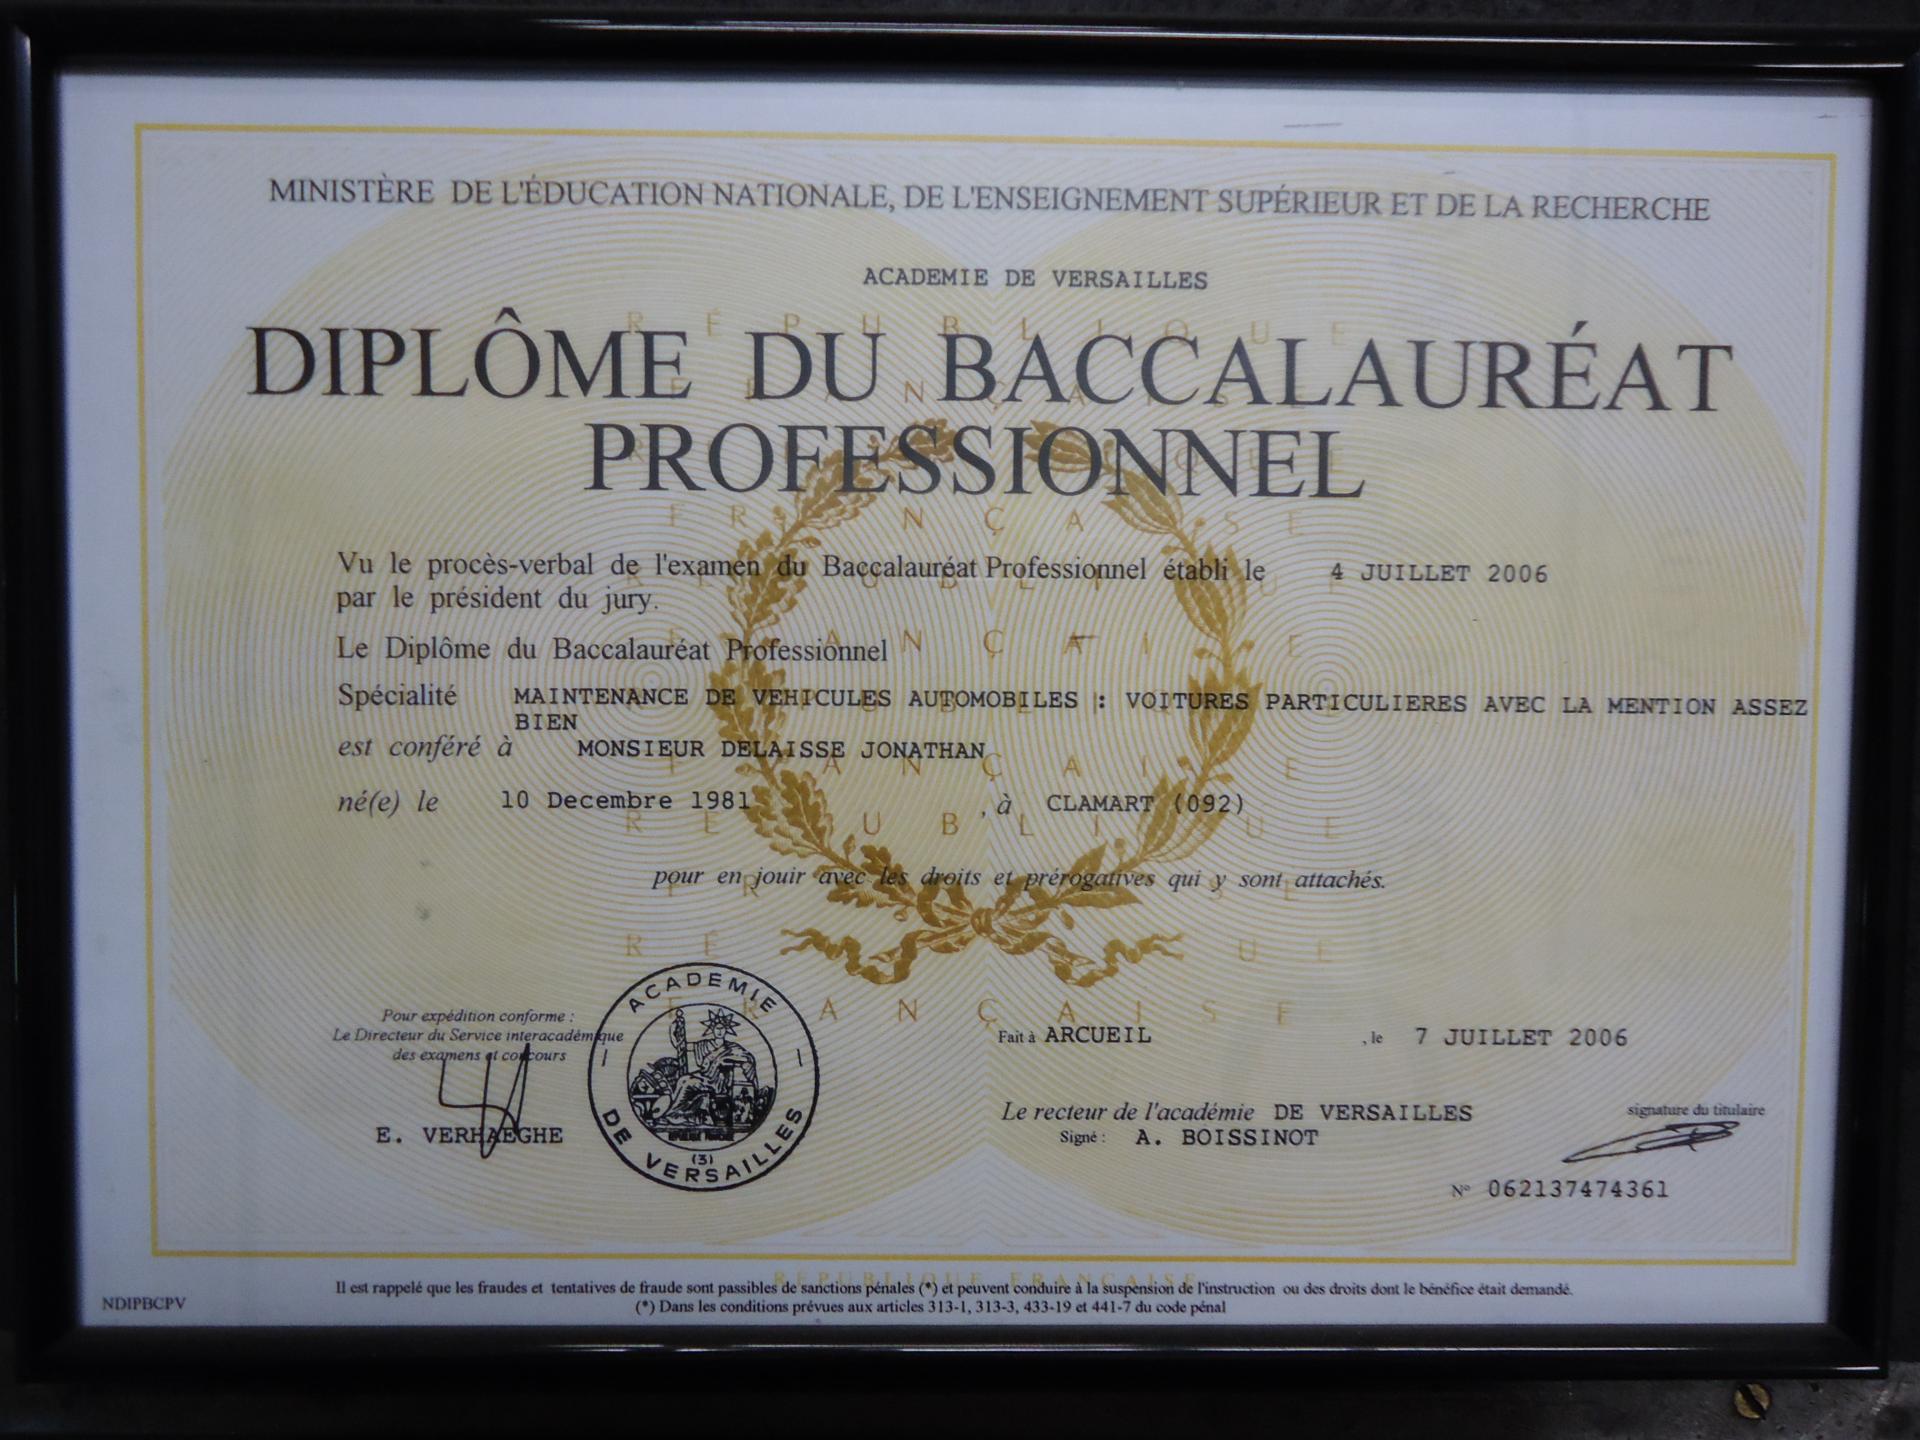 MINISTÈRE DE L'ÉDUCATION NATIONALE, DE L'ENSEIGNEMENT SUPÉRIEUR ET DE LA RECHERCHE
ACADEMIE DE VERSAILLES
DIPLÔME DU BACCALAURÉAT
PROFESSIONNEL
Vu le procès-verbal de l'examen du Baccalauréat Professionnel établi le 4 JUILLET 2006
par le président du jury.
Le Diplôme du Baccalauréat Professionnel
Spécialité MAINTENANCE DE VEHICULES AUTOMOBILES : VOITURES PARTICULIERES AVEC LA MENTION ASSEZ
BIEN
est conféré à MONSIEUR DELAISSE JONATHAN
né(e) le 10 Decembre 1981 , à CLAMART (092)
pour en jouir avec les droits et prérogatives qui y sont attachés.
Pour expédition conforme :
Le Directeur du Service interacadémique
des examens et concours
E. VERHAEGHE
ACADEMIE
DE VERSAILLES
(3)
Fait à ARCUEIL , le 7 JUILLET 2006
Le recteur de l'académie DE VERSAILLES
Signé : A. BOISSINOT
signature du titulaire
N° 062137474361
RÉPUBLIQUE FRANÇAISE
Il est rappelé que les fraudes et tentatives de fraude sont passibles de sanctions pénales (*) et peuvent conduire à la suspension de l'instruction ou des droits dont le bénéfice était demandé.
(*) Dans les conditions prévues aux articles 313-1, 313-3, 433-19 et 441-7 du code pénal
NDIPBCPV